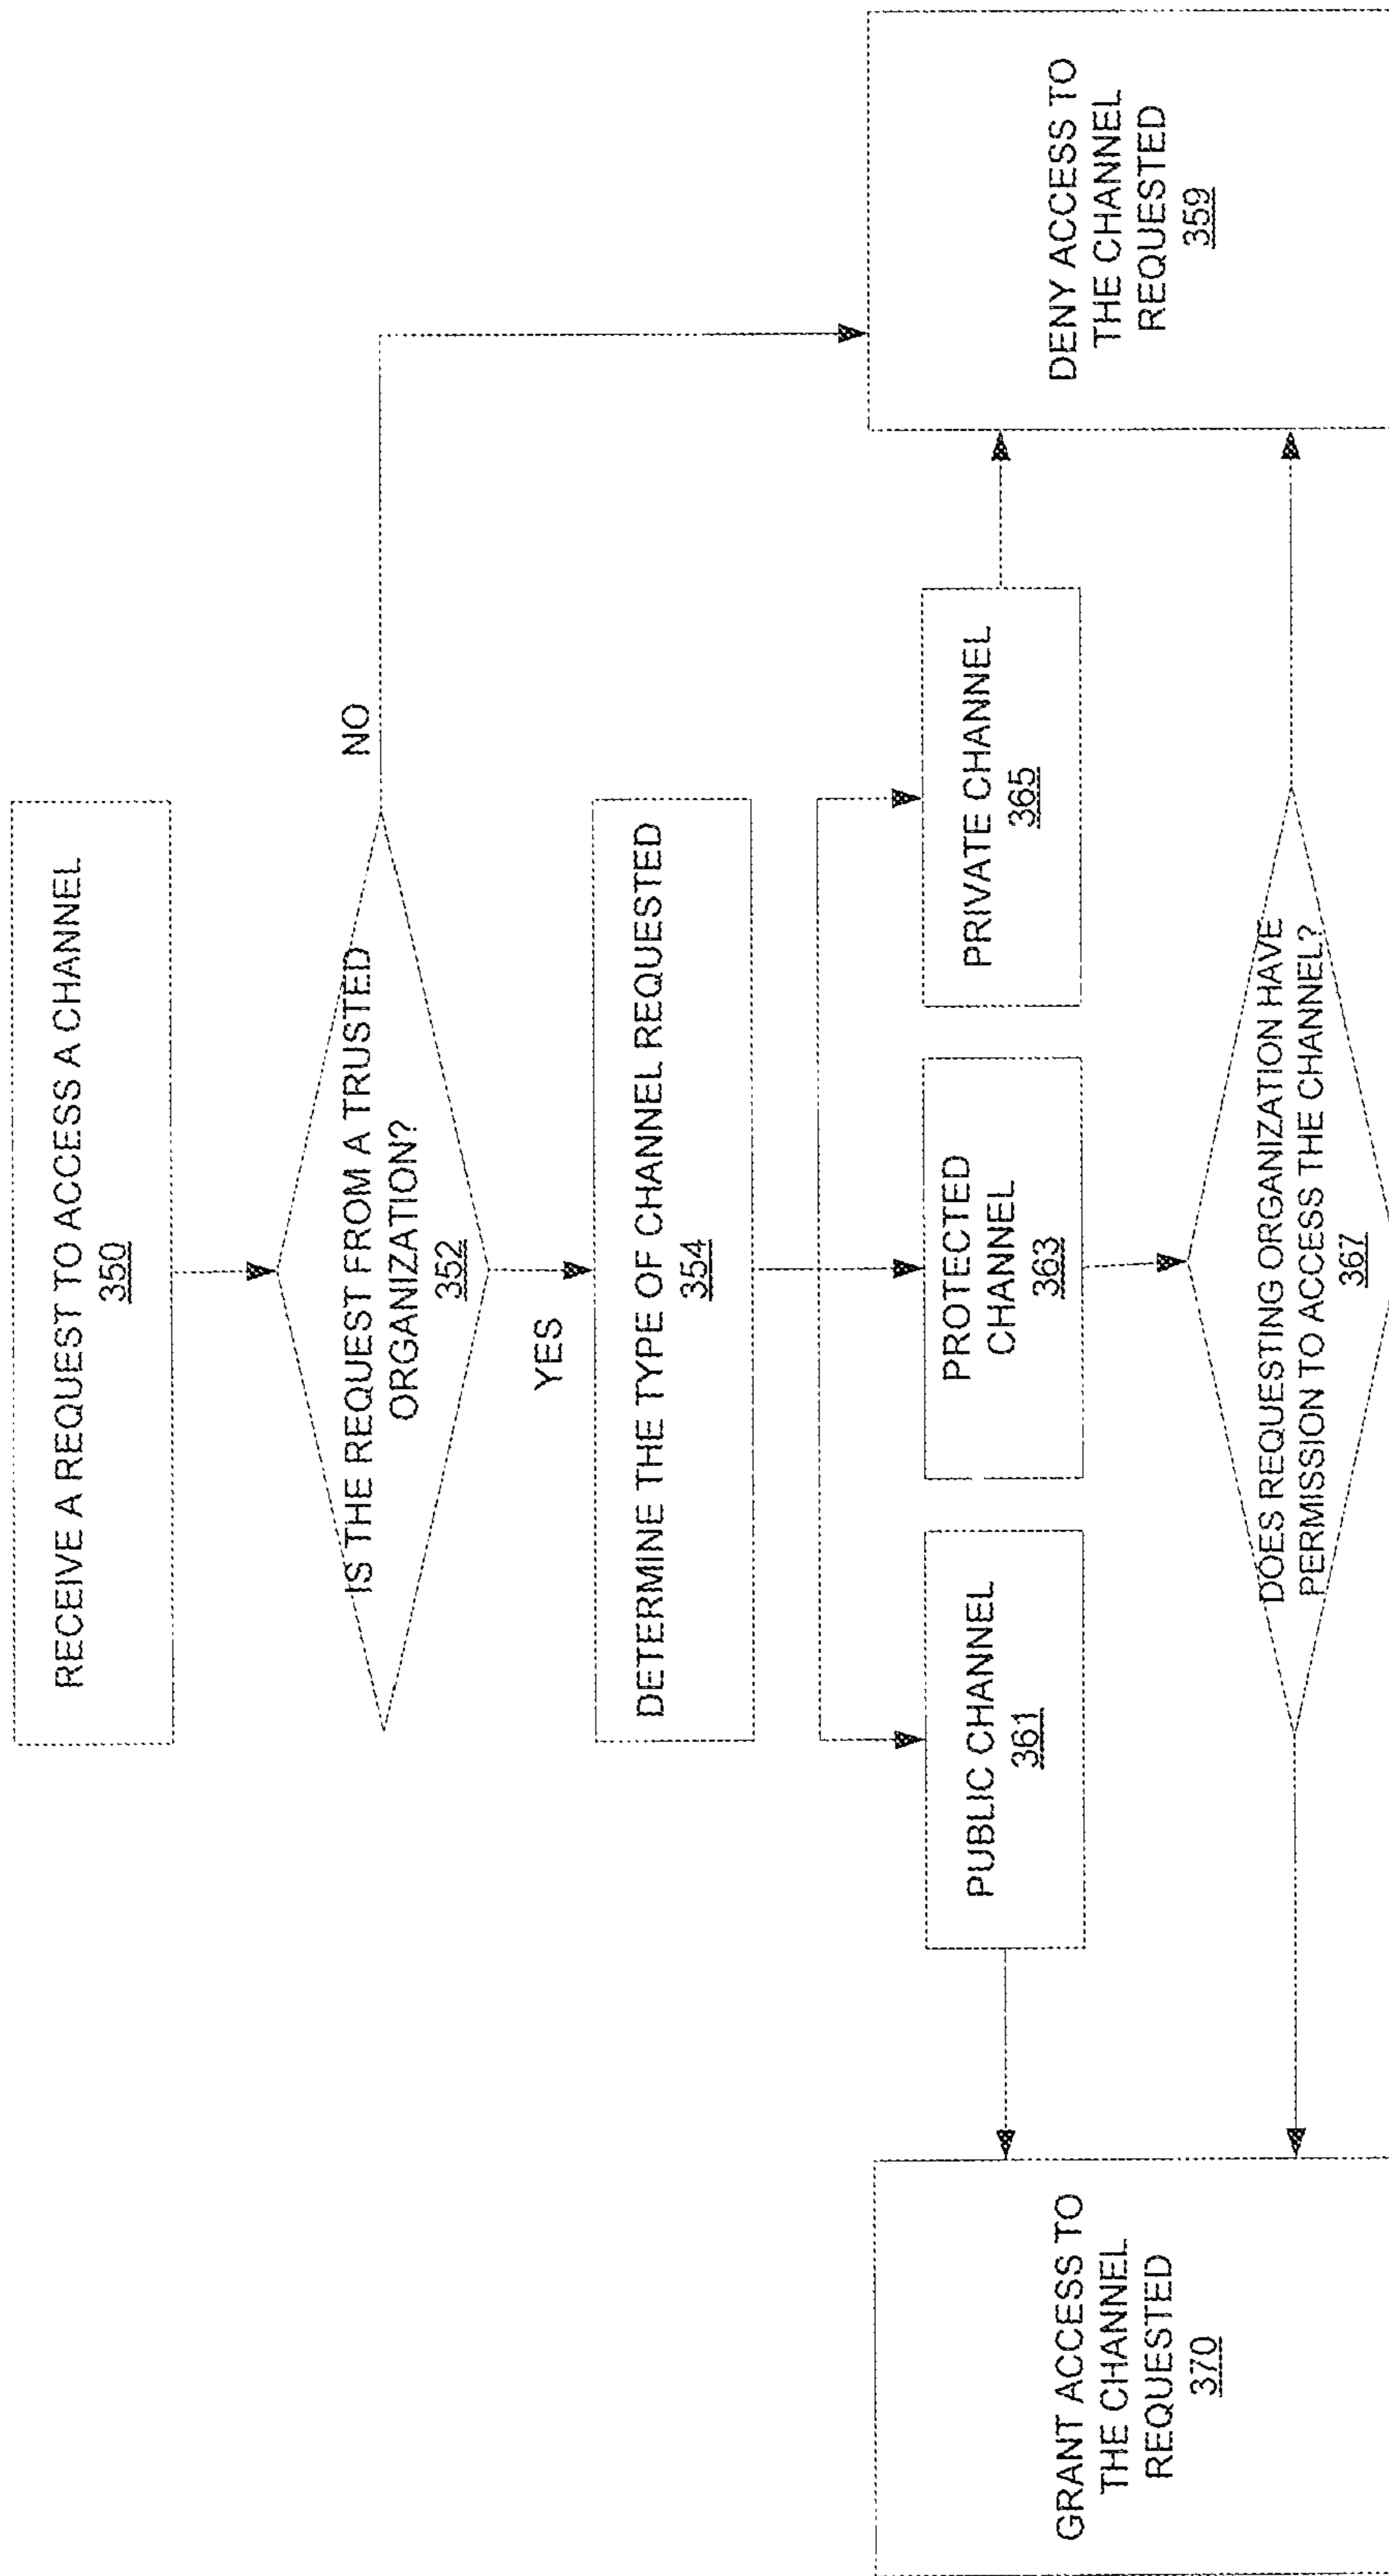 RECEIVE A REQUEST TO ACCESS A CHANNEL
350
IS THE REQUEST FROM A TRUSTED
ORGANIZATION?
352
NO
YES
DETERMINE THE TYPE OF CHANNEL REQUESTED
354
PUBLIC CHANNEL
361
PROTECTED
CHANNEL
363
PRIVATE CHANNEL
365
DOES REQUESTING ORGANIZATION HAVE
PERMISSION TO ACCESS THE CHANNEL?
367
GRANT ACCESS TO
THE CHANNEL
REQUESTED
370
DENY ACCESS TO
THE CHANNEL
REQUESTED
359